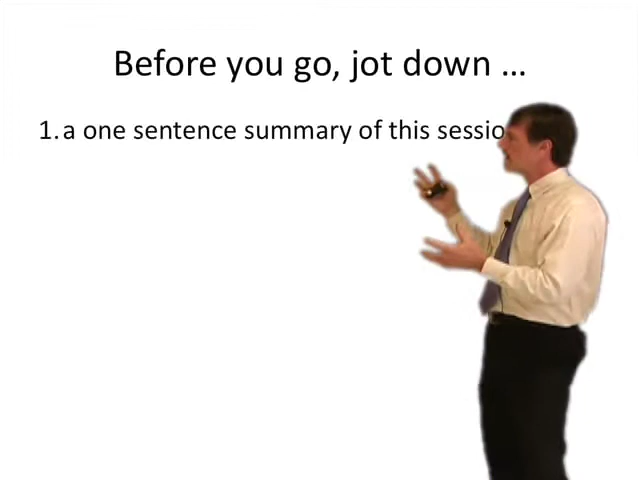 Before you go, jot down ...
1. a one sentence summary of this sessio